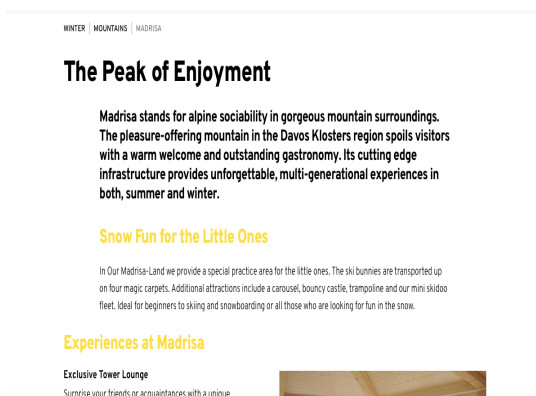 WINTER | MOUNTAINS | MADRISA
The Peak of Enjoyment
Madrisa stands for alpine sociability in gorgeous mountain surroundings.
The pleasure-offering mountain in the Davos Klosters region spoils visitors
with a warm welcome and outstanding gastronomy. Its cutting edge
infrastructure provides unforgettable, multi-generational experiences in
both, summer and winter.
Snow Fun for the Little Ones
In Our Madrisa-Land we provide a special practice area for the little ones. The ski bunnies are transported up
on four magic carpets. Additional attractions include a carousel, bouncy castle, trampoline and our mini skidoo
fleet. Ideal for beginners to skiing and snowboarding or all those who are looking for fun in the snow.
Experiences at Madrisa
Exclusive Tower Lounge
Surprise your friends or acquaintances with a unique